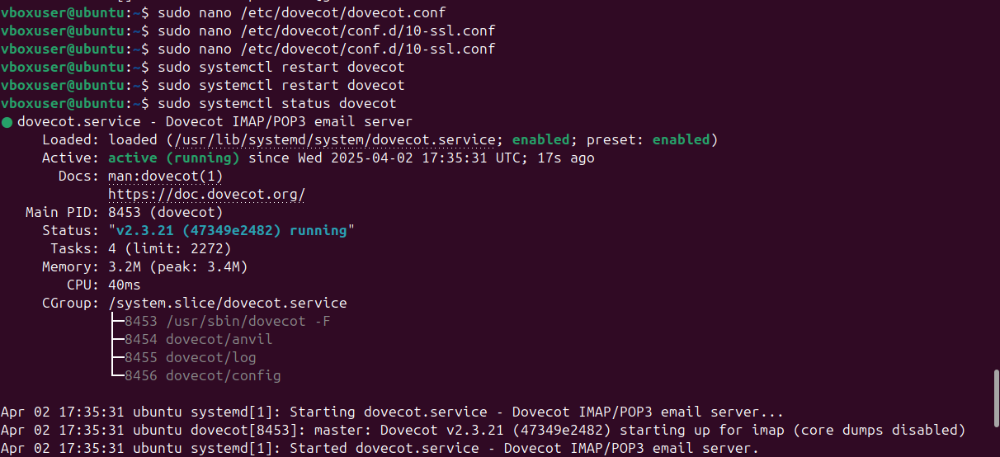 vboxuser@ubuntu:~$ sudo nano /etc/dovecot/dovecot.conf
vboxuser@ubuntu:~$ sudo nano /etc/dovecot/conf.d/10-ssl.conf
vboxuser@ubuntu:~$ sudo nano /etc/dovecot/conf.d/10-ssl.conf
vboxuser@ubuntu:~$ sudo systemctl restart dovecot
vboxuser@ubuntu:~$ sudo systemctl restart dovecot
vboxuser@ubuntu:~$ sudo systemctl status dovecot
● dovecot.service - Dovecot IMAP/POP3 email server
Loaded: loaded (/usr/lib/systemd/system/dovecot.service; enabled; preset: enabled)
Active: active (running) since Wed 2025-04-02 17:35:31 UTC; 17s ago
Docs: man:dovecot(1)
https://doc.dovecot.org/
Main PID: 8453 (dovecot)
Status: "v2.3.21 (47349e2482) running"
Tasks: 4 (limit: 2272)
Memory: 3.2M (peak: 3.4M)
CPU: 40ms
CGroup: /system.slice/dovecot.service
├─8453 /usr/sbin/dovecot -F
├─8454 dovecot/anvil
├─8455 dovecot/log
└─8456 dovecot/config
Apr 02 17:35:31 ubuntu systemd[1]: Starting dovecot.service - Dovecot IMAP/POP3 email server...
Apr 02 17:35:31 ubuntu dovecot[8453]: master: Dovecot v2.3.21 (47349e2482) starting up for imap (core dumps disabled)
Apr 02 17:35:31 ubuntu systemd[1]: Started dovecot.service - Dovecot IMAP/POP3 email server.